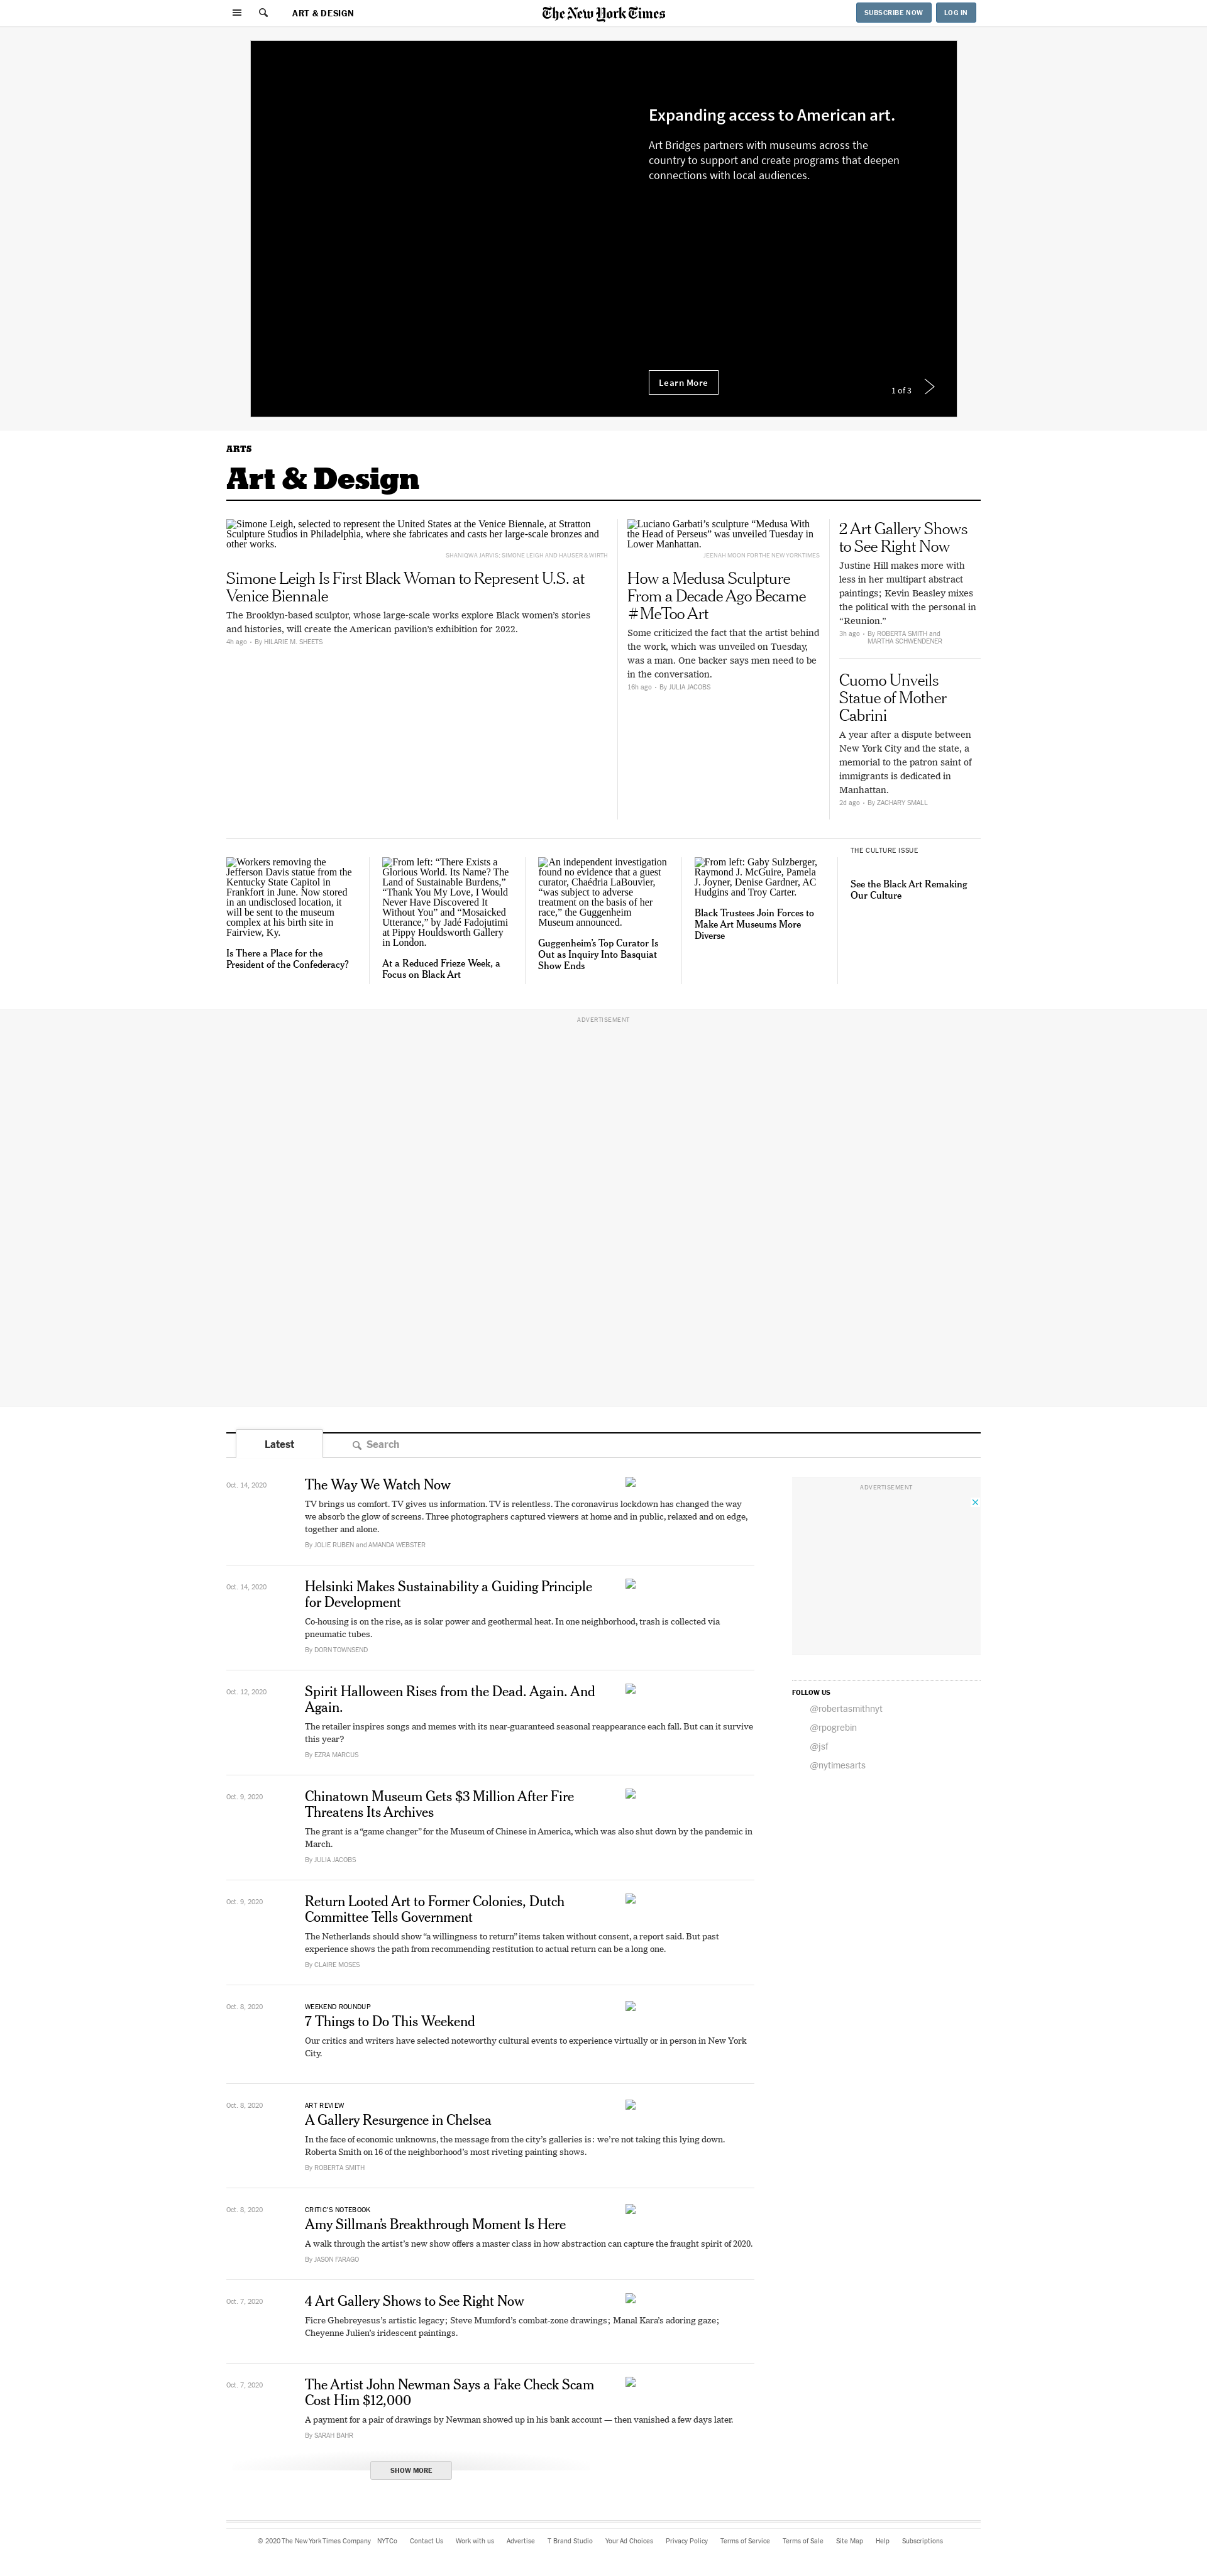 ART & DESIGN
The New York Times
SUBSCRIBE NOW
LOG IN
Expanding access to American art.
Art Bridges partners with museums across the
country to support and create programs that deepen
connections with local audiences.
Learn More
1 of 3
ARTS
Art & Design
Simone Leigh, selected to represent the United States at the Venice Biennale, at Stratton
Sculpture Studios in Philadelphia, where she fabricates and casts her large-scale bronzes and
other works.
SHANIQWA JARVIS; SIMONE LEIGH AND HAUSER & WIRTH
Simone Leigh Is First Black Woman to Represent U.S. at
Venice Biennale
The Brooklyn-based sculptor, whose large-scale works explore Black women's stories
and histories, will create the American pavilion's exhibition for 2022.
4h ago • By HILARIE M. SHEETS
Luciano Garbati's sculpture "Medusa With
the Head of Perseus" was unveiled Tuesday in
Lower Manhattan.
JEENAH MOON FOR THE NEW YORK TIMES
How a Medusa Sculpture
From a Decade Ago Became
#MeToo Art
Some criticized the fact that the artist behind
the work, which was unveiled on Tuesday,
was a man. One backer says men need to be
in the conversation.
16h ago • By JULIA JACOBS
2 Art Gallery Shows
to See Right Now
Justine Hill makes more with
less in her multipart abstract
paintings; Kevin Beasley mixes
the political with the personal in
"Reunion."
3h ago • By ROBERTA SMITH and
MARTHA SCHWENDENER
Cuomo Unveils
Statue of Mother
Cabrini
A year after a dispute between
New York City and the state, a
memorial to the patron saint of
immigrants is dedicated in
Manhattan.
2d ago • By ZACHARY SMALL
Workers removing the
Jefferson Davis statue from the
Kentucky State Capitol in
Frankfort in June. Now stored
in an undisclosed location, it
will be sent to the museum
complex at his birth site in
Fairview, Ky.
Is There a Place for the
President of the Confederacy?
From left: "There Exists a
Glorious World. Its Name? The
Land of Sustainable Burdens,"
"Thank You My Love, I Would
Never Have Discovered It
Without You" and "Mosaicked
Utterance," by Jadé Fadojutimi
at Pippy Houldsworth Gallery
in London.
At a Reduced Frieze Week, a
Focus on Black Art
An independent investigation
found no evidence that a guest
curator, Chaédria LaBouvier,
"was subject to adverse
treatment on the basis of her
race," the Guggenheim
Museum announced.
Guggenheim's Top Curator Is
Out as Inquiry Into Basquiat
Show Ends
From left: Gaby Sulzberger,
Raymond J. McGuire, Pamela
J. Joyner, Denise Gardner, AC
Hudgins and Troy Carter.
Black Trustees Join Forces to
Make Art Museums More
Diverse
THE CULTURE ISSUE
See the Black Art Remaking
Our Culture
ADVERTISEMENT
Latest
Search
Oct. 14, 2020
The Way We Watch Now
TV brings us comfort. TV gives us information. TV is relentless. The coronavirus lockdown has changed the way
we absorb the glow of screens. Three photographers captured viewers at home and in public, relaxed and on edge,
together and alone.
By JOLIE RUBEN and AMANDA WEBSTER
Oct. 14, 2020
Helsinki Makes Sustainability a Guiding Principle
for Development
Co-housing is on the rise, as is solar power and geothermal heat. In one neighborhood, trash is collected via
pneumatic tubes.
By DORN TOWNSEND
Oct. 12, 2020
Spirit Halloween Rises from the Dead. Again. And
Again.
The retailer inspires songs and memes with its near-guaranteed seasonal reappearance each fall. But can it survive
this year?
By EZRA MARCUS
Oct. 9, 2020
Chinatown Museum Gets $3 Million After Fire
Threatens Its Archives
The grant is a "game changer" for the Museum of Chinese in America, which was also shut down by the pandemic in
March.
By JULIA JACOBS
Oct. 9, 2020
Return Looted Art to Former Colonies, Dutch
Committee Tells Government
The Netherlands should show "a willingness to return" items taken without consent, a report said. But past
experience shows the path from recommending restitution to actual return can be a long one.
By CLAIRE MOSES
Oct. 8, 2020
WEEKEND ROUNDUP
7 Things to Do This Weekend
Our critics and writers have selected noteworthy cultural events to experience virtually or in person in New York
City.
Oct. 8, 2020
ART REVIEW
A Gallery Resurgence in Chelsea
In the face of economic unknowns, the message from the city's galleries is: we're not taking this lying down.
Roberta Smith on 16 of the neighborhood's most riveting painting shows.
By ROBERTA SMITH
Oct. 8, 2020
CRITIC'S NOTEBOOK
Amy Sillman's Breakthrough Moment Is Here
A walk through the artist's new show offers a master class in how abstraction can capture the fraught spirit of 2020.
By JASON FARAGO
Oct. 7, 2020
4 Art Gallery Shows to See Right Now
Ficre Ghebreyesus's artistic legacy; Steve Mumford's combat-zone drawings; Manal Kara's adoring gaze;
Cheyenne Julien's iridescent paintings.
Oct. 7, 2020
The Artist John Newman Says a Fake Check Scam
Cost Him $12,000
A payment for a pair of drawings by Newman showed up in his bank account — then vanished a few days later.
By SARAH BAHR
SHOW MORE
ADVERTISEMENT
FOLLOW US
@robertasmithnyt
@rpogrebin
@jsf
@nytimesarts
© 2020 The New York Times Company NYTCo Contact Us Work with us Advertise T Brand Studio Your Ad Choices Privacy Policy Terms of Service Terms of Sale Site Map Help Subscriptions